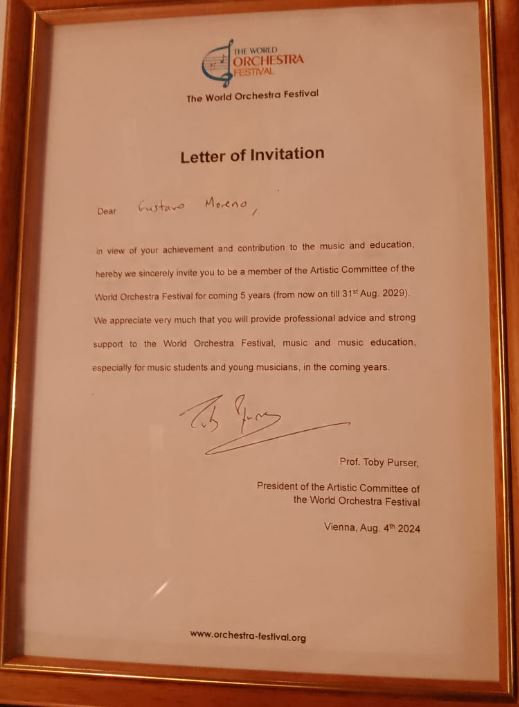 THE WORLD
ORCHESTRA
FESTIVAL
The World Orchestra Festival
Letter of Invitation
Dear Gustavo Moreno,
in view of your achievement and contribution to the music and education,
hereby we sincerely invite you to be a member of the Artistic Committee of the
World Orchestra Festival for coming 5 years (from now on till 31st Aug. 2029).
We appreciate very much that you will provide professional advice and strong
support to the World Orchestra Festival, music and music education,
especially for music students and young musicians, in the coming years.
Toby Purser
Prof. Toby Purser,
President of the Artistic Committee of
the World Orchestra Festival
Vienna, Aug. 4th 2024
www.orchestra-festival.org